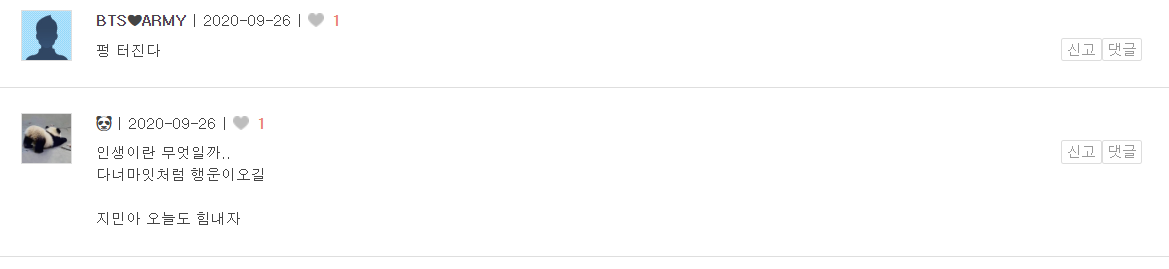 BTS♥ARMY | 2020-09-26 | ♥ 1
펑 터진다
신고 댓글
🐼 | 2020-09-26 | ♥ 1
인생이란 무엇일까..
신고 댓글
다녀마잇처럼 행운이오길
지민아 오늘도 힘내자